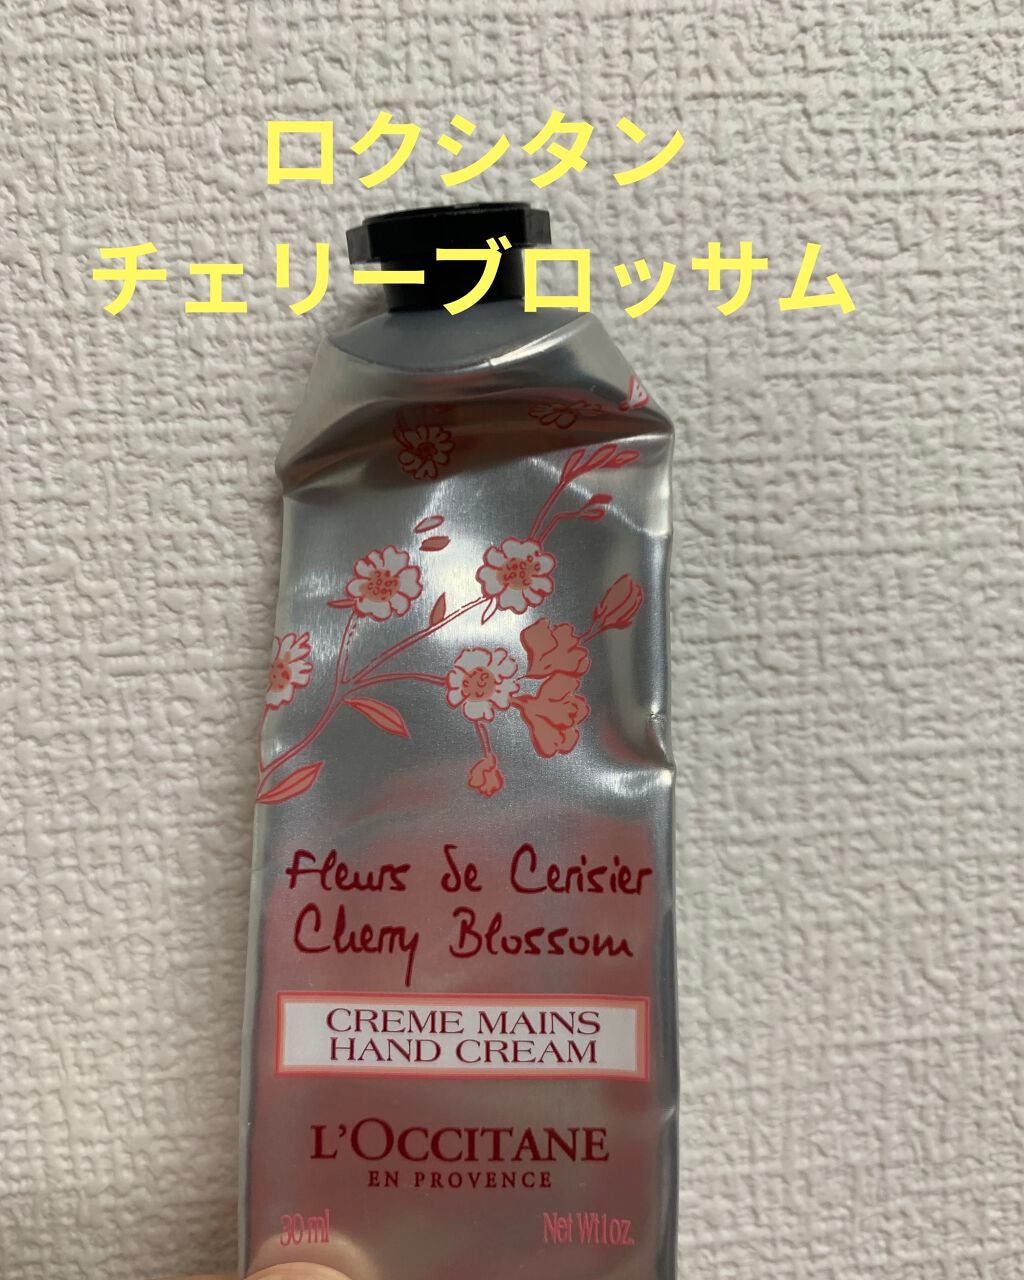 ロクシタン
チェリーブロッサム
Fleurs de Cerisier
Cherry Blossom
CREME MAINS
HAND CREAM
L'OCCITANE
EN PROVENCE
30 ml Net Wt 1 oz.